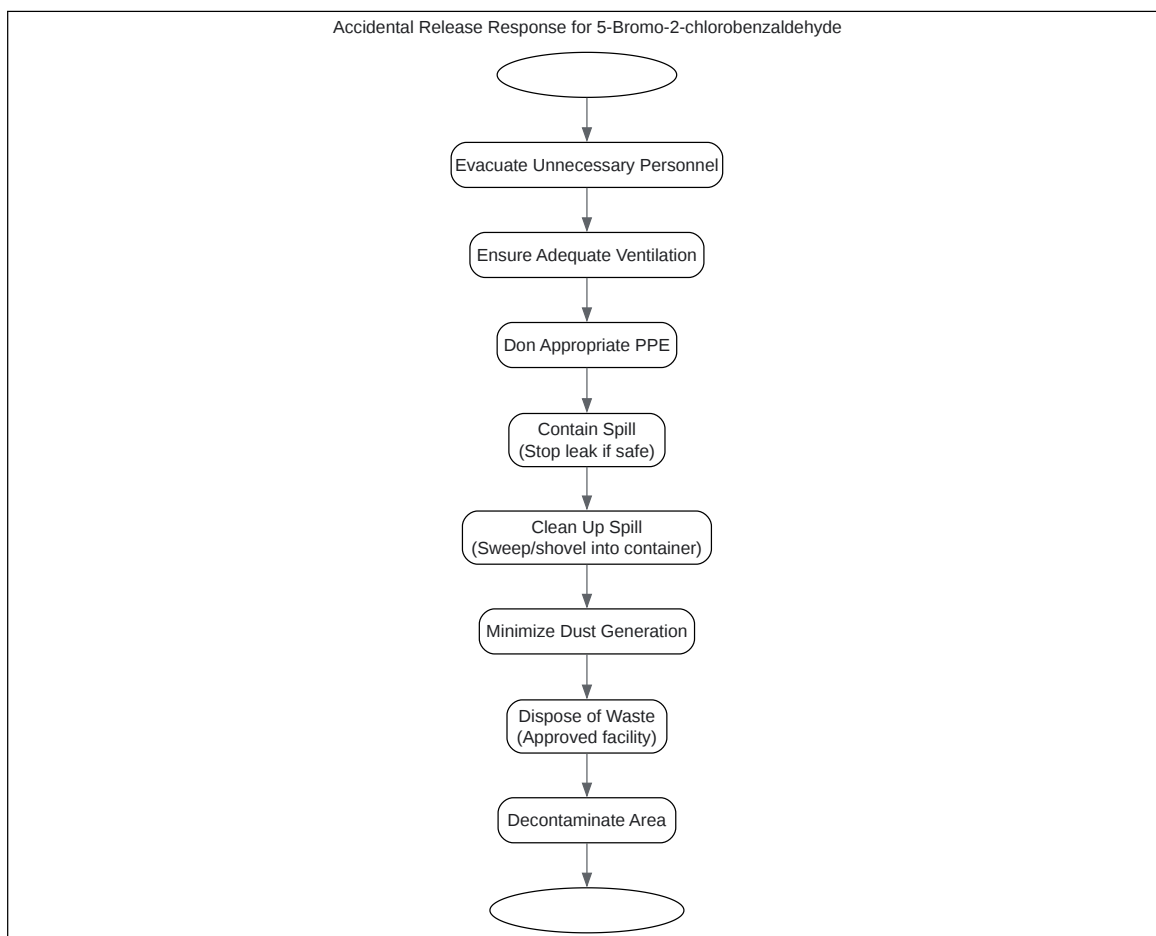 Accidental Release Response for 5-Bromo-2-chlorobenzaldehyde
Evacuate Unnecessary Personnel
Ensure Adequate Ventilation
Don Appropriate PPE
Contain Spill
(Stop leak if safe)
Clean Up Spill
(Sweep/shovel into container)
Minimize Dust Generation
Dispose of Waste
(Approved facility)
Decontaminate Area